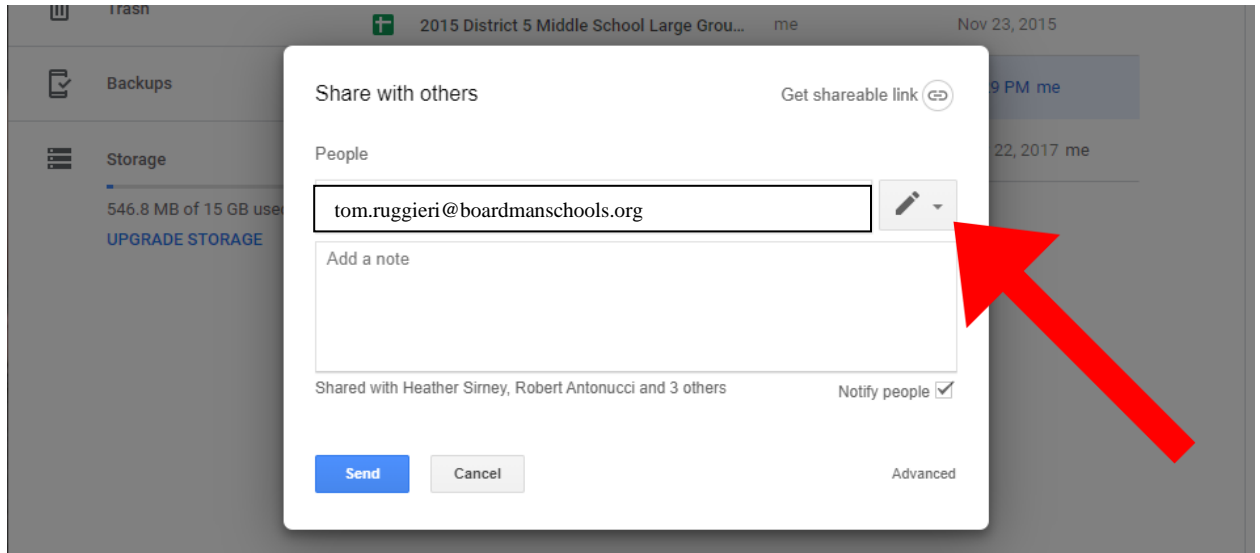 Trash
2015 District 5 Middle School Large Grou... me Nov 23, 2015
Backups
9 PM me
Storage
22, 2017 me
546.8 MB of 15 GB use
UPGRADE STORAGE
Share with others Get shareable link
People
tom.ruggieri@boardmanschools.org
Add a note
Shared with Heather Sirney, Robert Antonucci and 3 others Notify people
Send Cancel Advanced